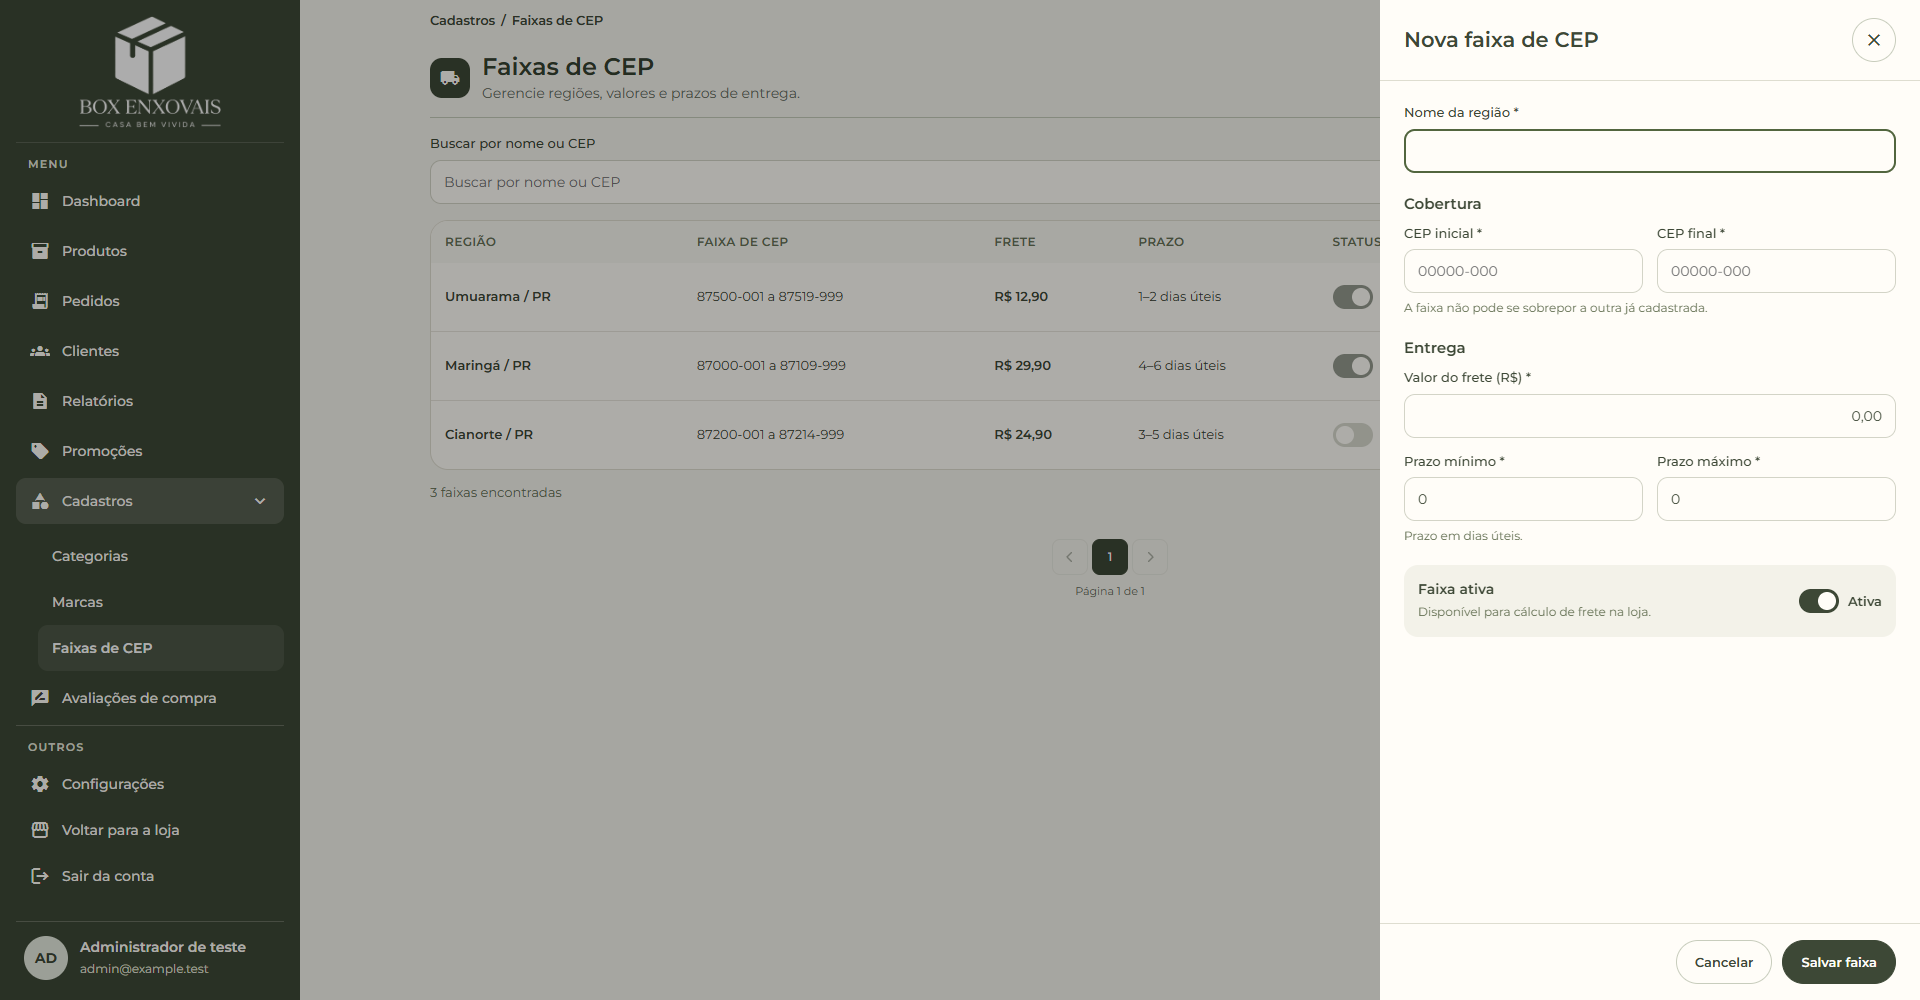 BOX ENXOVAIS
CASA BEM VIVIDA
MENU
Dashboard
Produtos
Pedidos
Clientes
Relatórios
Promoções
Cadastros
Categorias
Marcas
Faixas de CEP
Avaliações de compra
OUTROS
Configurações
Voltar para a loja
Sair da conta
AD
Administrador de teste
admin@example.test
Cadastros / Faixas de CEP
Faixas de CEP
Gerencie regiões, valores e prazos de entrega.
Buscar por nome ou CEP
Buscar por nome ou CEP
REGIÃO FAIXA DE CEP FRETE PRAZO STATUS
Umuarama / PR 87500-001 a 87519-999 R$ 12,90 1–2 dias úteis
Maringá / PR 87000-001 a 87109-999 R$ 29,90 4–6 dias úteis
Cianorte / PR 87200-001 a 87214-999 R$ 24,90 3–5 dias úteis
3 faixas encontradas
1
Página 1 de 1
Nova faixa de CEP
Nome da região *
Cobertura
CEP inicial * CEP final *
00000-000 00000-000
A faixa não pode se sobrepor a outra já cadastrada.
Entrega
Valor do frete (R$) *
0,00
Prazo mínimo * Prazo máximo *
0 0
Prazo em dias úteis.
Faixa ativa
Disponível para cálculo de frete na loja.
Ativa
Cancelar Salvar faixa